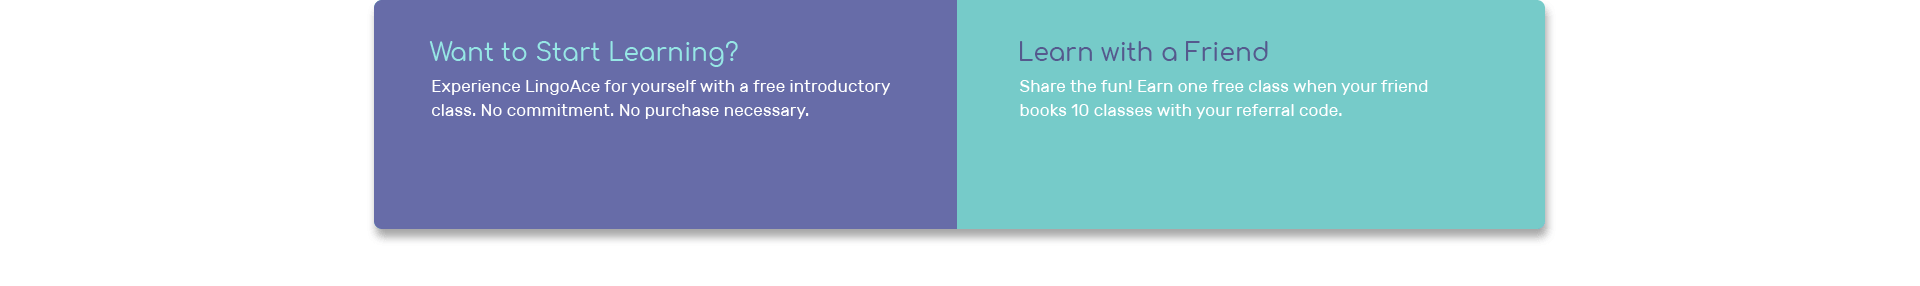 Want to Start Learning?
Experience LingoAce for yourself with a free introductory
class. No commitment. No purchase necessary.
Learn with a Friend
Share the fun! Earn one free class when your friend
books 10 classes with your referral code.